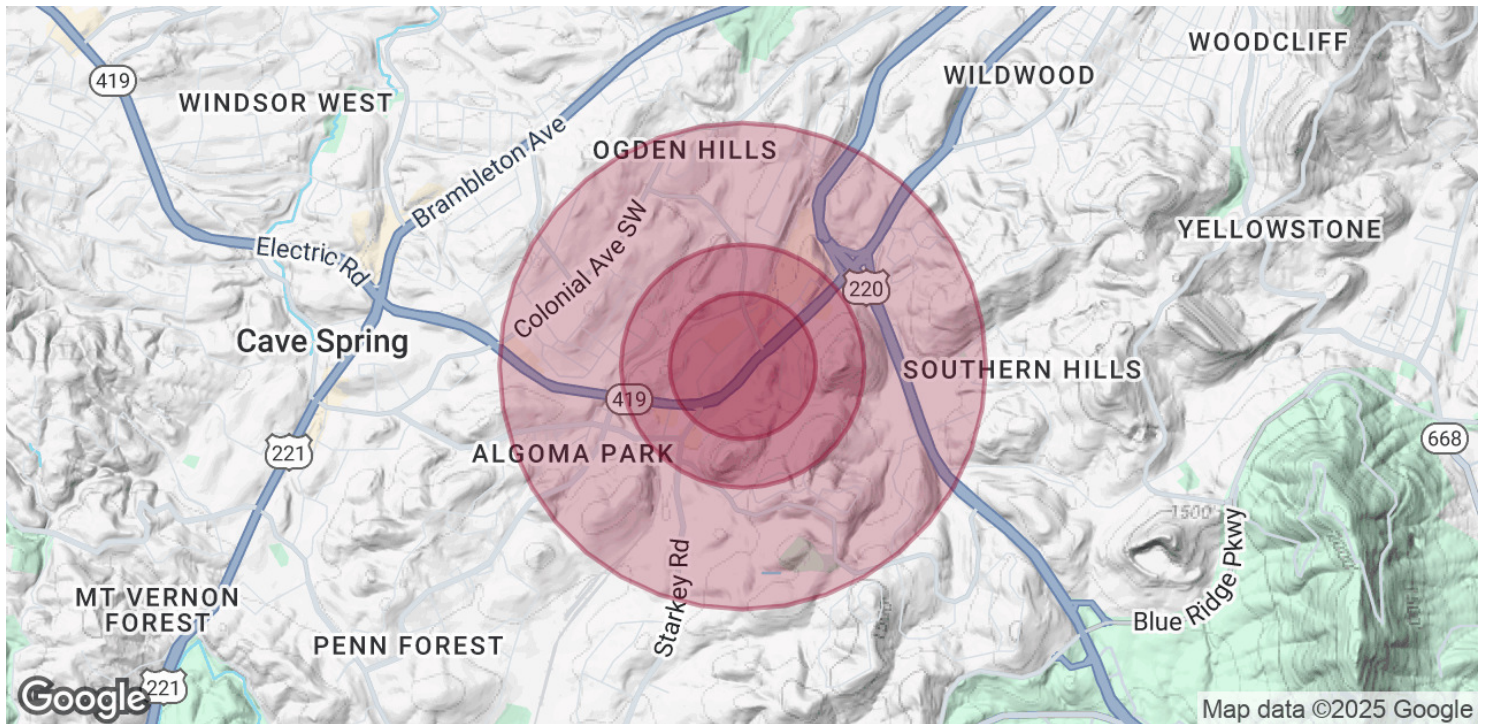 WOODCLIFF
WILDWOOD
419
WINDSOR WEST
Brambleton Ave
OGDEN HILLS
Colonial Ave SW
YELLOWSTONE
Electric Rd
220
Cave Spring
SOUTHERN HILLS
419
668
221
ALGOMA PARK
1500
Starkey Rd
Blue Ridge Pkwy
MT VERNON
FOREST
PENN FOREST
221
Google
Map data ©2025 Google